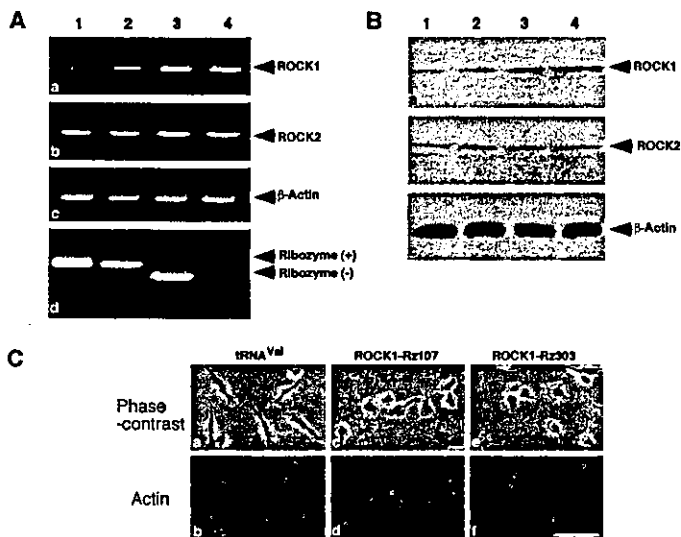 A
1 2 3 4
ROCK1
a
ROCK2
b
β-Actin
c
Ribozyme (+)
Ribozyme (-)
d
B
1 2 3 4
ROCK1
ROCK2
β-Actin
C
tRNA^Val ROCK1-Rz107 ROCK1-Rz303
Phase
-contrast
a c e
Actin
b d f